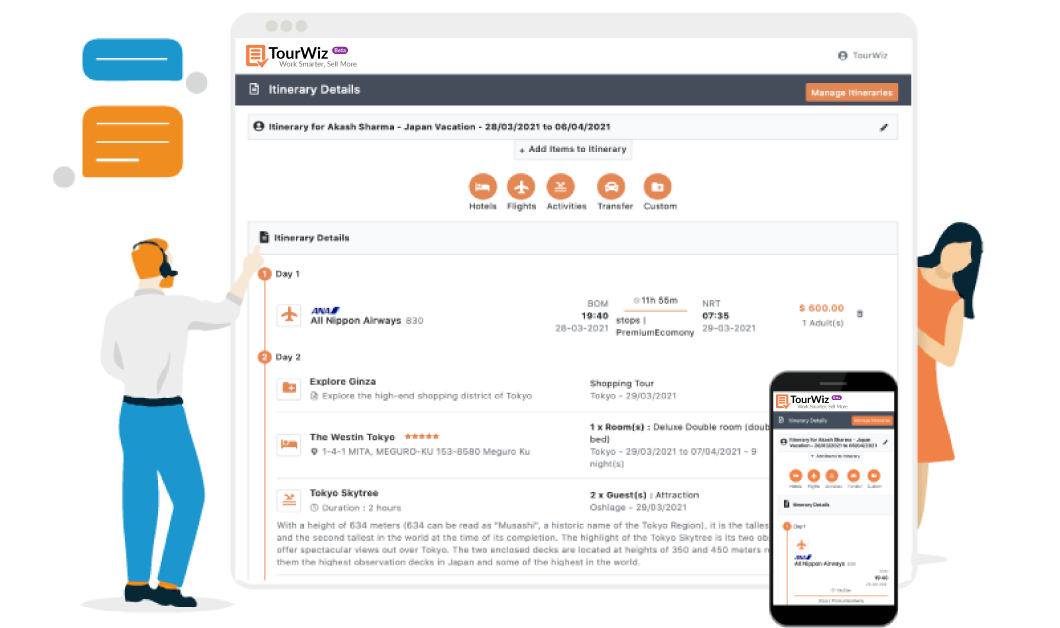 TourWiz Beta
Work Smarter, Sell More
TourWiz
Itinerary Details
Manage Itineraries
Itinerary for Akash Sharma - Japan Vacation - 28/03/2021 to 06/04/2021
+ Add Items to Itinerary
Hotels Flights Activities Transfer Custom
Itinerary Details
1 Day 1
ANA
All Nippon Airways 830
BOM
19:40
28-03-2021
11h 55m
stops |
PremiumEcomony
NRT
07:35
29-03-2021
$ 600.00
1 Adult(s)
2 Day 2
Explore Ginza
Explore the high-end shopping district of Tokyo
Shopping Tour
Tokyo - 29/03/2021
The Westin Tokyo
1-4-1 MITA, MEGURO-KU 153-8580 Meguro Ku
1 x Room(s) : Deluxe Double room (doub
bed)
Tokyo - 29/03/2021 to 07/04/2021 - 9
night(s)
Tokyo Skytree
Duration : 2 hours
2 x Guest(s) : Attraction
Oshiage - 29/03/2021
With a height of 634 meters (634 can be read as "Musashi", a historic name of the Tokyo Region), it is the talles
and the second tallest in the world at the time of its completion. The highlight of the Tokyo Skytree is its two ob
offer spectacular views out over Tokyo. The two enclosed decks are located at heights of 350 and 450 meters r
them the highest observation decks in Japan and some of the highest in the world.
TourWiz Beta
Work Smarter, Sell More
Itinerary Details
Manage Itineraries
Itinerary for Akash Sharma - Japan
Vacation - 28/03/2021 to 06/04/2021
+ Add Items to Itinerary
Hotels Flights Activities Transfer Custom
Itinerary Details
1 Day 1
ANA
All Nippon Airways 830
BOM
19:40
28-03-2021
11h 55m